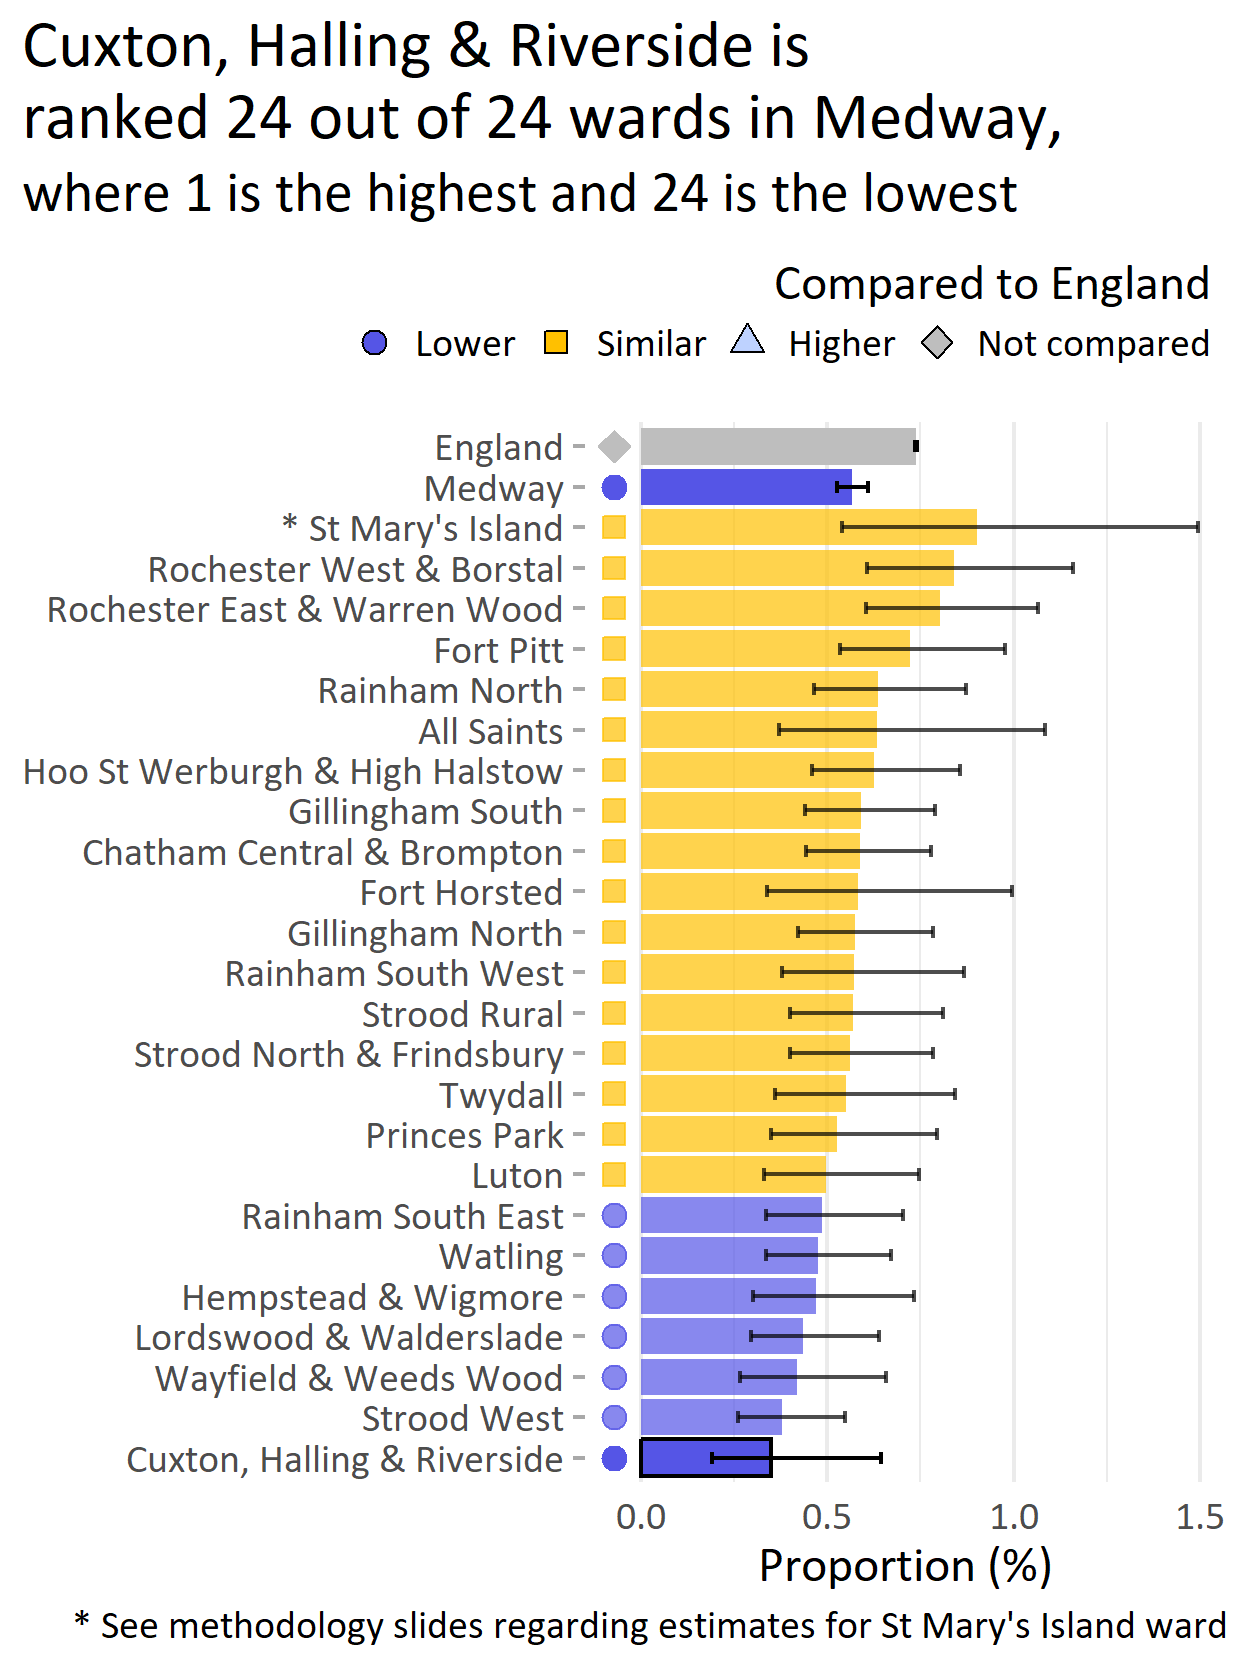 Cuxton, Halling & Riverside is
ranked 24 out of 24 wards in Medway,
where 1 is the highest and 24 is the lowest
Compared to England
Lower Similar Higher Not compared
England
Medway
* St Mary's Island
Rochester West & Borstal
Rochester East & Warren Wood
Fort Pitt
Rainham North
All Saints
Hoo St Werburgh & High Halstow
Gillingham South
Chatham Central & Brompton
Fort Horsted
Gillingham North
Rainham South West
Strood Rural
Strood North & Frindsbury
Twydall
Princes Park
Luton
Rainham South East
Watling
Hempstead & Wigmore
Lordswood & Walderslade
Wayfield & Weeds Wood
Strood West
Cuxton, Halling & Riverside
0.0 0.5 1.0 1.5
Proportion (%)
* See methodology slides regarding estimates for St Mary's Island ward